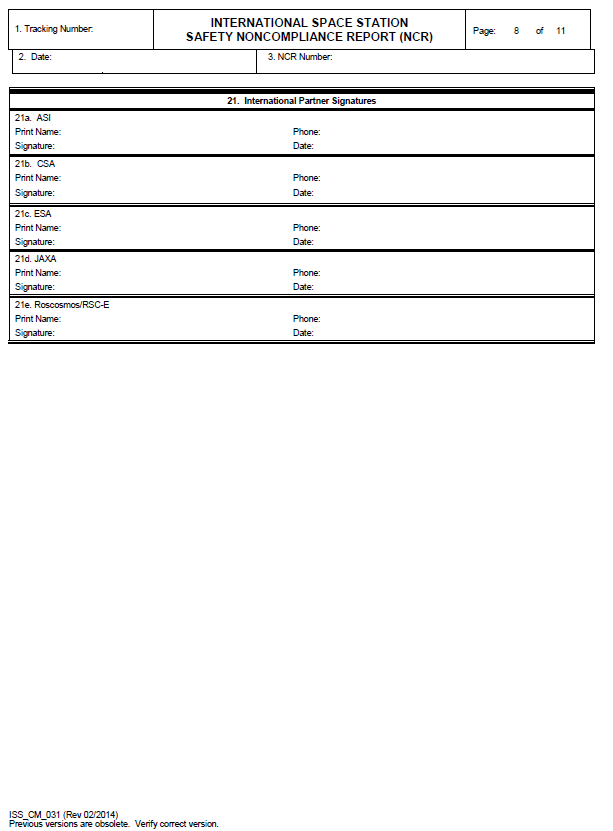 1. Tracking Number:
INTERNATIONAL SPACE STATION
SAFETY NONCOMPLIANCE REPORT (NCR)
Page: 8 of 11
2. Date:
3. NCR Number:
21. International Partner Signatures
21a. ASI
Print Name: Phone:
Signature: Date:
21b. CSA
Print Name: Phone:
Signature: Date:
21c. ESA
Print Name: Phone:
Signature: Date:
21d. JAXA
Print Name: Phone:
Signature: Date:
21e. Roscosmos/RSC-E
Print Name: Phone:
Signature: Date:
ISS_CM_031 (Rev 02/2014)
Previous versions are obsolete. Verify correct version.